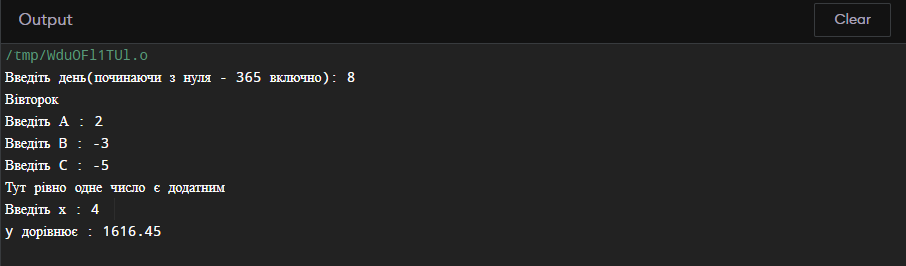 Output
Clear
/tmp/WduOFl1TUl.o
Введіть день(починаючи з нуля - 365 включно): 8
Вівторок
Введіть A : 2
Введіть B : -3
Введіть C : -5
Тут рівно одне число є додатним
Введіть x : 4
y дорівнює : 1616.45